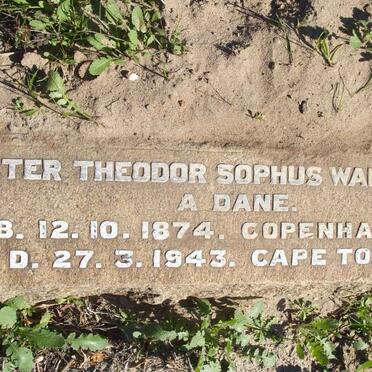 TER THEODOR SOPHUS WA
A DANE.
B. 12. 10. 1874. COPENHA
D. 27. 3. 1943. CAPE TO